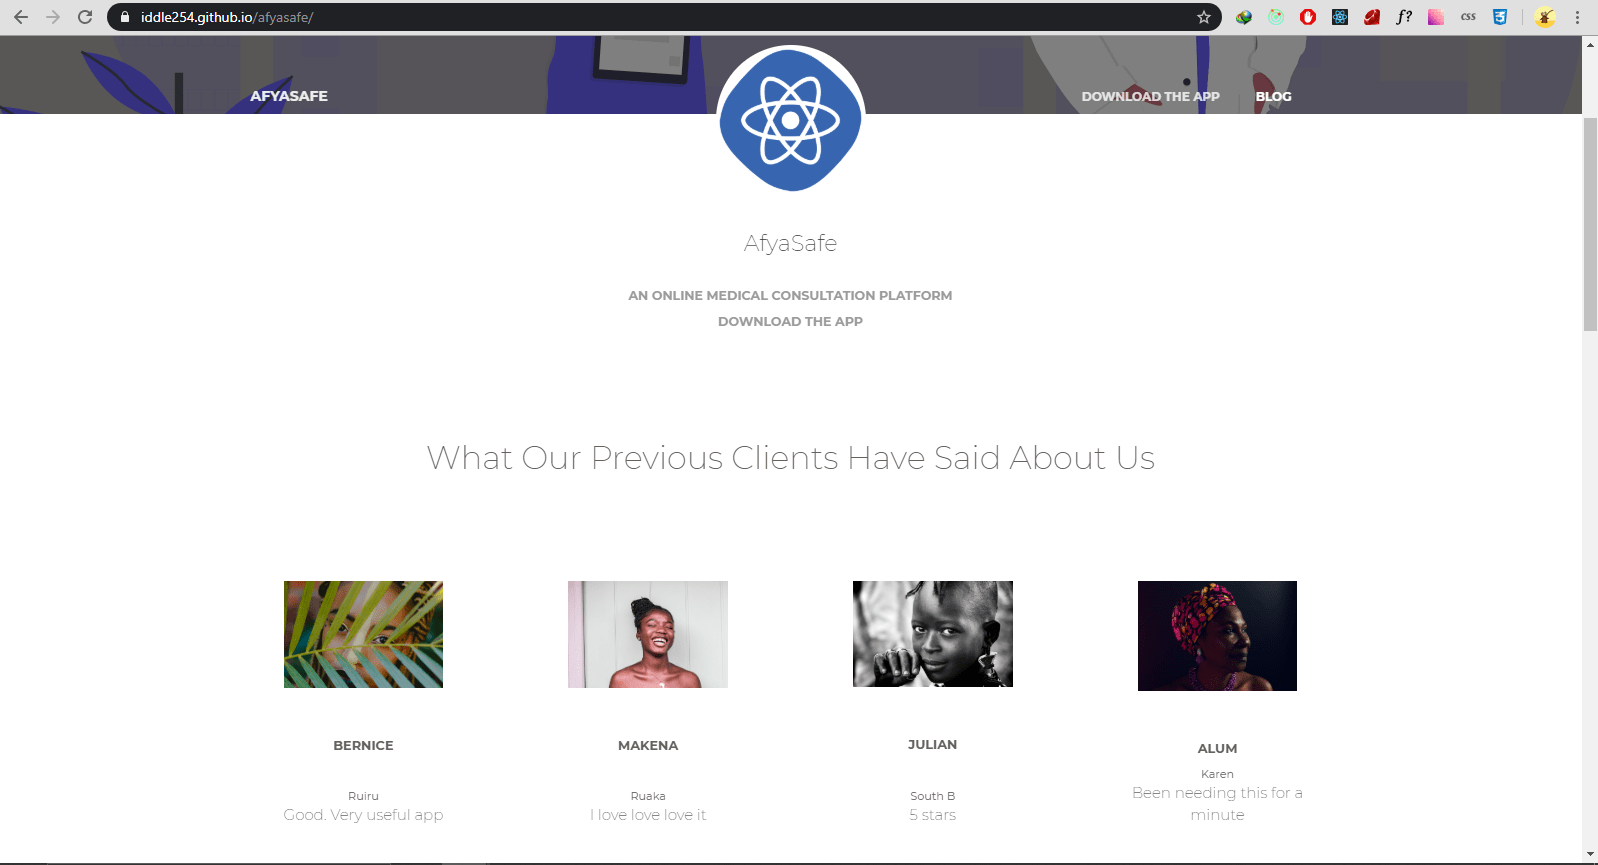 iddle254.github.io/afyasafe/
f?
css
AFYASAFE
DOWNLOAD THE APP
BLOG
AfyaSafe
AN ONLINE MEDICAL CONSULTATION PLATFORM
DOWNLOAD THE APP
What Our Previous Clients Have Said About Us
BERNICE
MAKENA
JULIAN
ALUM
Ruiru
Good. Very useful app
Ruaka
I love love love it
South B
5 stars
Karen
Been needing this for a
minute